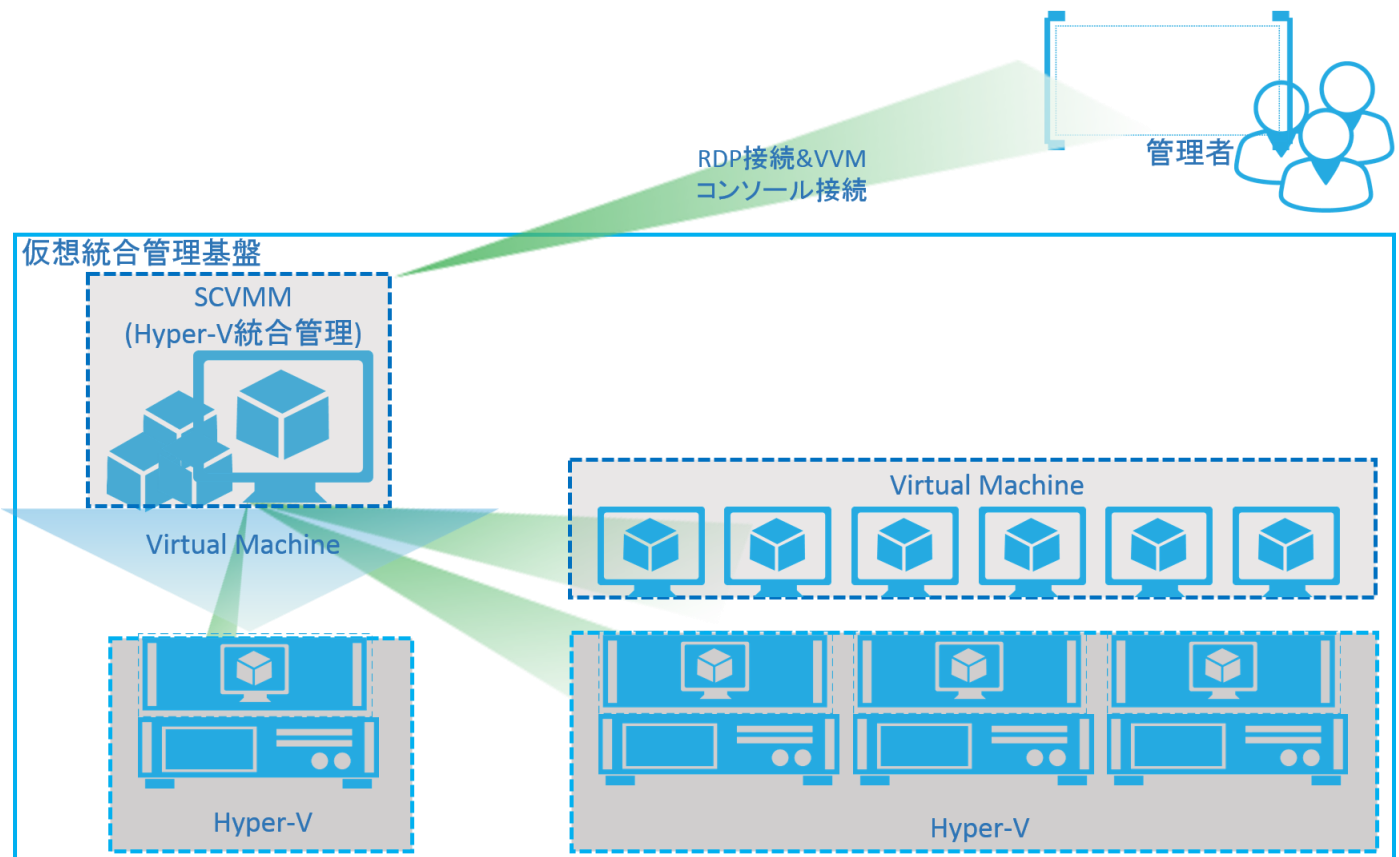 管理者
RDP接続&VVM
コンソール接続
仮想統合管理基盤
SCVMM
(Hyper-V統合管理)
Virtual Machine
Virtual Machine
Hyper-V
Hyper-V